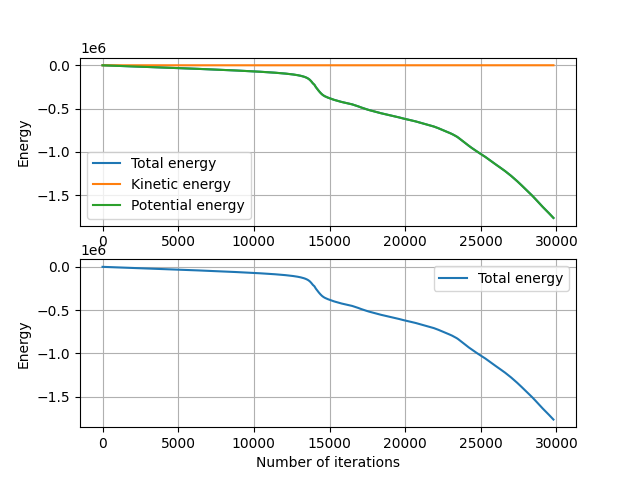 1e6
0.0
−0.5
−1.0
−1.5
Energy
Total energy
Kinetic energy
Potential energy
0 5000 10000 15000 20000 25000 30000
1e6
0.0
−0.5
−1.0
−1.5
Energy
Total energy
0 5000 10000 15000 20000 25000 30000
Number of iterations